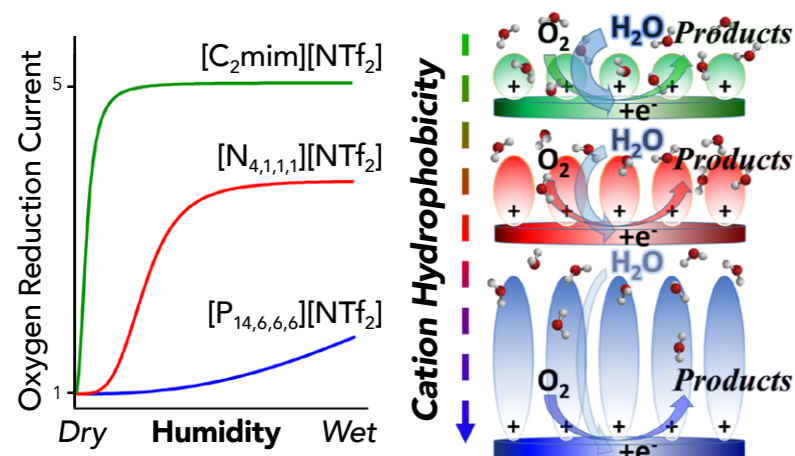 Oxygen Reduction Current
5
1
[C₂mim][NTf₂]
[N₄,₁,₁,₁][NTf₂]
[P₁₄,₆,₆,₆][NTf₂]
Dry Humidity Wet
Cation Hydrophobicity
O₂ H₂O Products
+ + + + +
+e⁻
H₂O
O₂ Products
+ + + + +
+e⁻
H₂O
O₂ Products
+ + + + +
+e⁻